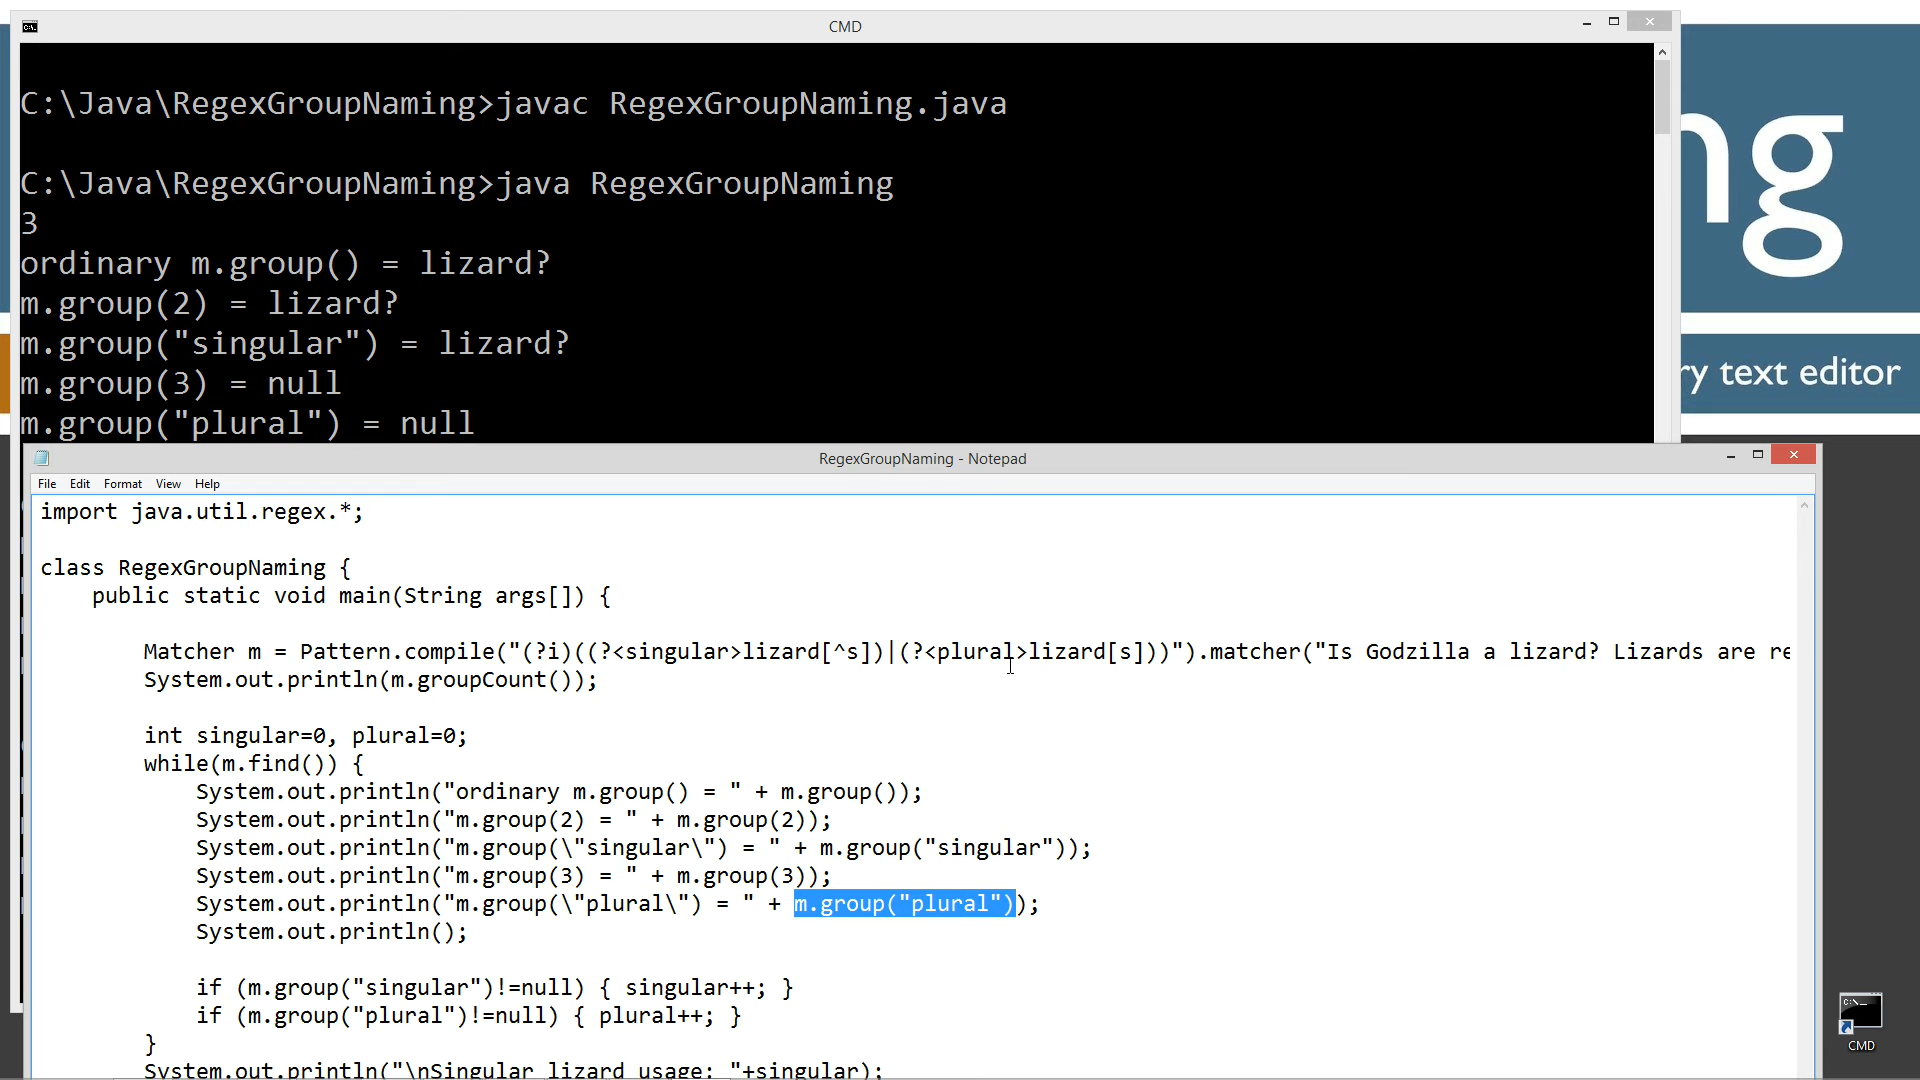 CMD
C:\Java\RegexGroupNaming>javac RegexGroupNaming.java
C:\Java\RegexGroupNaming>java RegexGroupNaming
3
ordinary m.group() = lizard?
m.group(2) = lizard?
m.group("singular") = lizard?
m.group(3) = null
m.group("plural") = null
ng
ry text editor
RegexGroupNaming - Notepad
File Edit Format View Help
import java.util.regex.*;
class RegexGroupNaming {
public static void main(String args[]) {
Matcher m = Pattern.compile("(?i)((?<singular>lizard[^s])|(?<plural>lizard[s]))").matcher("Is Godzilla a lizard? Lizards are re
System.out.println(m.groupCount());
int singular=0, plural=0;
while(m.find()) {
System.out.println("ordinary m.group() = " + m.group());
System.out.println("m.group(2) = " + m.group(2));
System.out.println("m.group(\"singular\") = " + m.group("singular"));
System.out.println("m.group(3) = " + m.group(3));
System.out.println("m.group(\"plural\") = " + m.group("plural"));
System.out.println();
if (m.group("singular")!=null) { singular++; }
if (m.group("plural")!=null) { plural++; }
}
System.out.println("\nSingular lizard usage: "+singular);
CMD